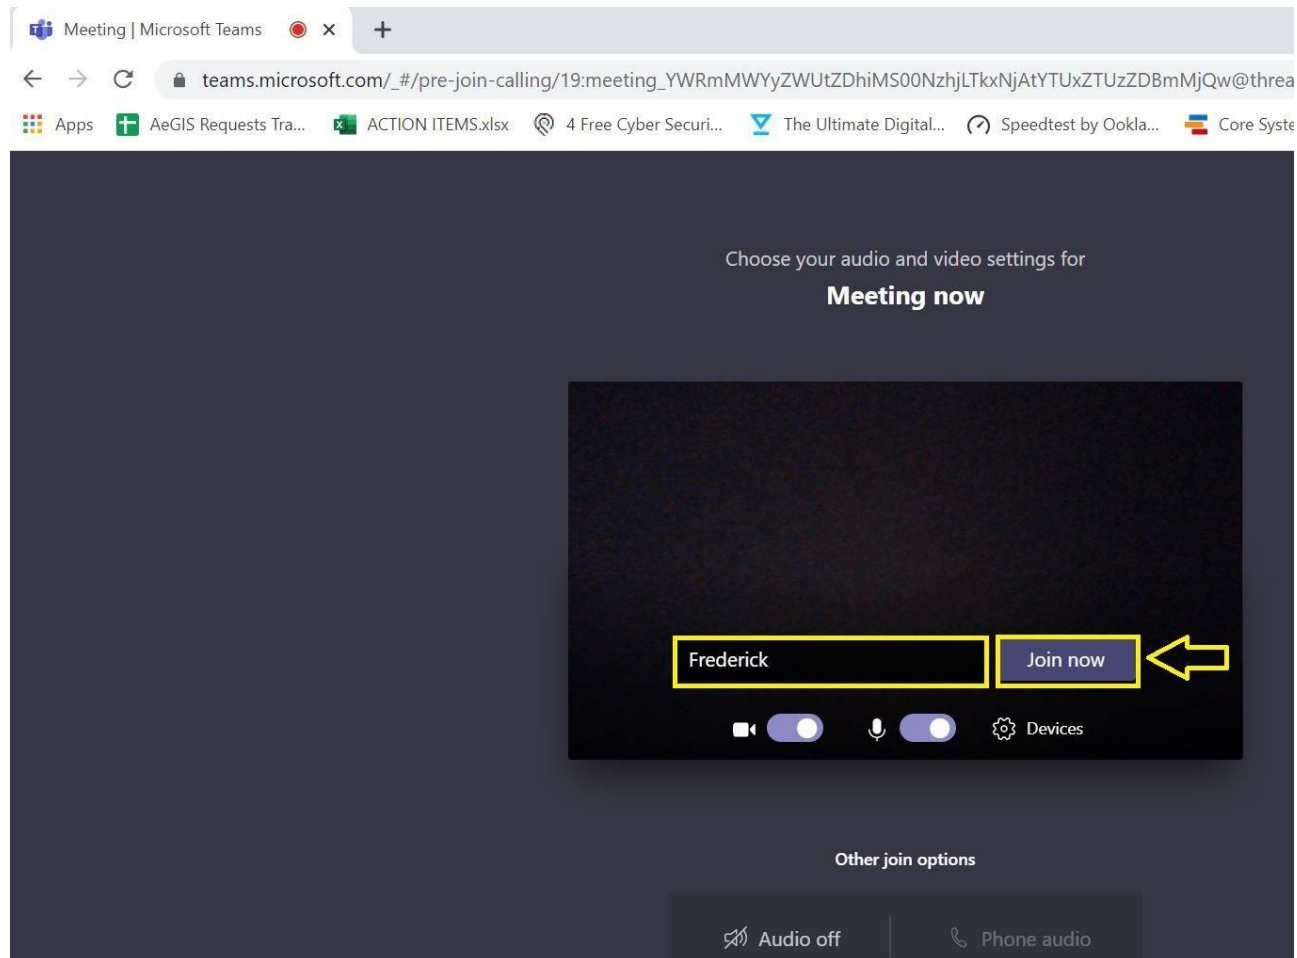 Meeting | Microsoft Teams
teams.microsoft.com/_#/pre-join-calling/19:meeting_YWRmMWYyZWUtZDhiMS00NzhjLTkxNjAtYTUxZTUzZDBmMjQw@threa
Apps AeGIS Requests Tra... ACTION ITEMS.xlsx 4 Free Cyber Securi... The Ultimate Digital... Speedtest by Ookla... Core Syste
Choose your audio and video settings for
Meeting now
Frederick Join now
Devices
Other join options
Audio off Phone audio